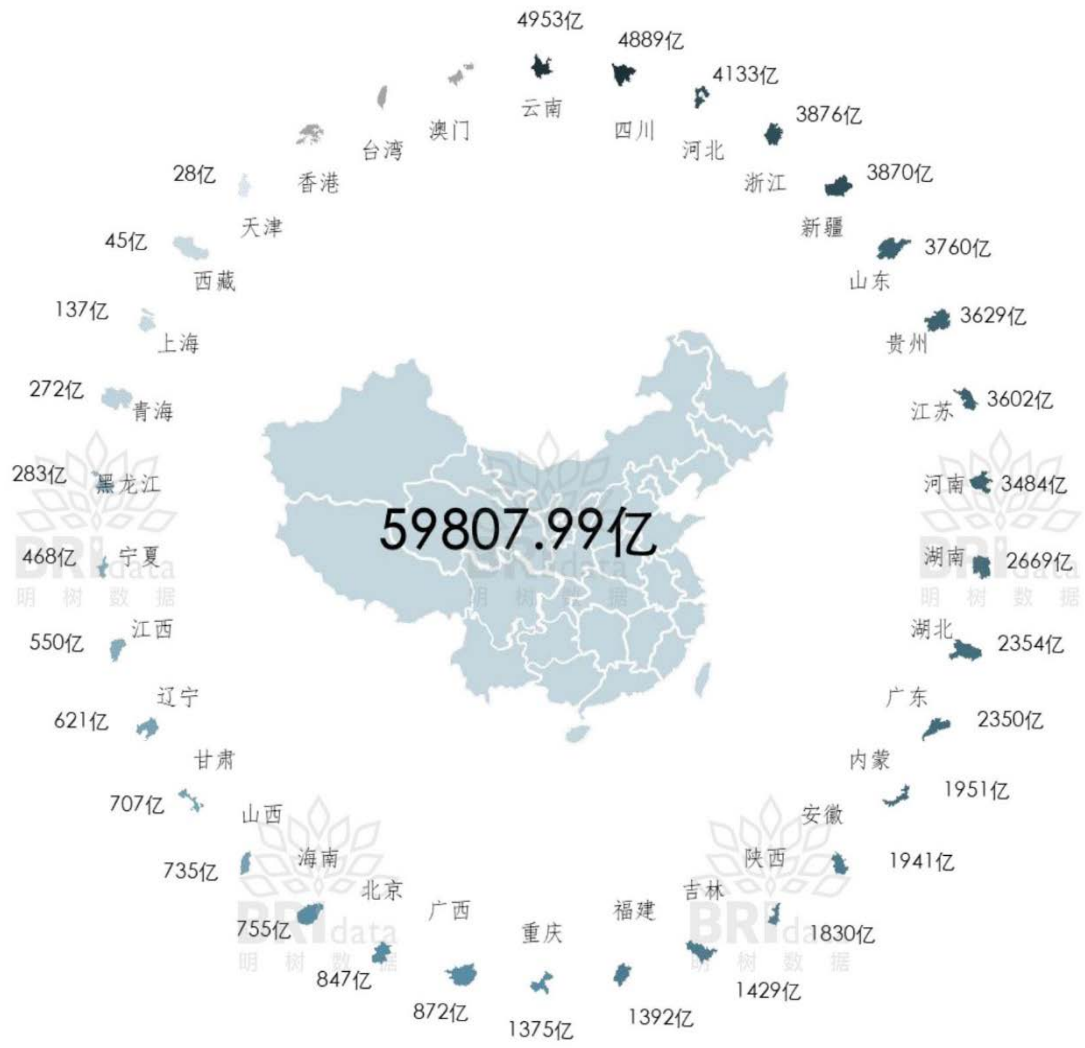 4953亿
云南
4889亿
四川
4133亿
河北
3876亿
浙江
3870亿
新疆
3760亿
山东
3629亿
贵州
3602亿
江苏
3484亿
河南
2669亿
湖南
2354亿
湖北
2350亿
广东
1951亿
内蒙
1941亿
安徽
1830亿
陕西
1429亿
吉林
1392亿
福建
1375亿
重庆
872亿
广西
847亿
北京
755亿
海南
735亿
山西
707亿
甘肃
621亿
辽宁
550亿
江西
468亿
宁夏
283亿
黑龙江
272亿
青海
137亿
上海
45亿
西藏
28亿
天津
香港
台湾
澳门
59807.99亿
BRIdata
明树数据
BRIdata
明树数据
BRIdata
明树数据
BRIdata
明树数据
BRIdata
明树数据